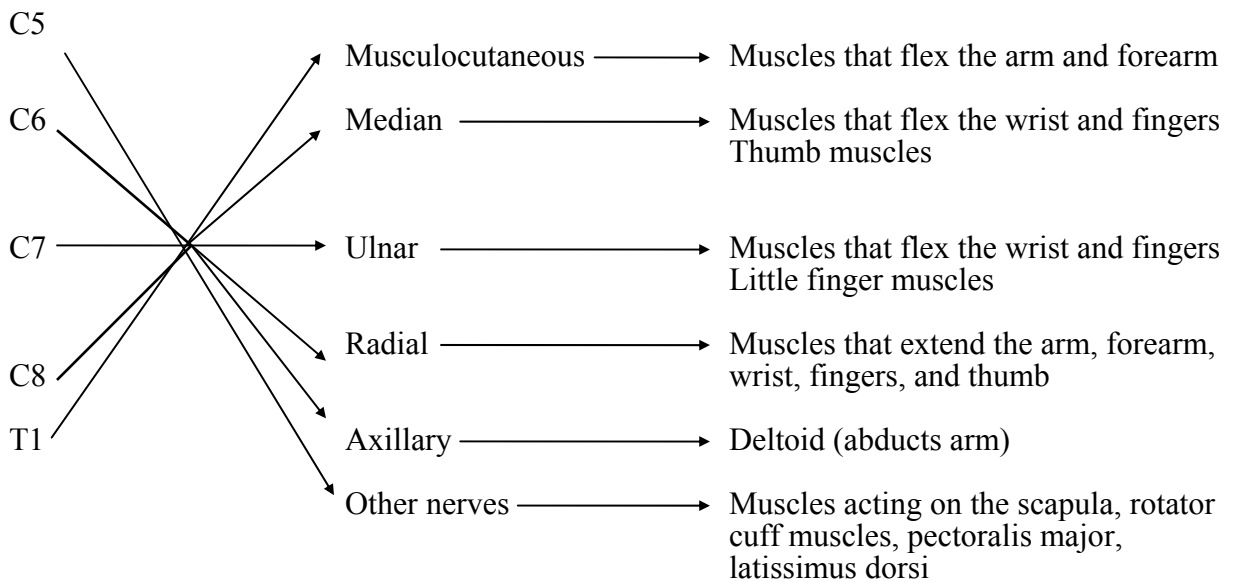 C5
C6
C7
C8
T1
Musculocutaneous
Muscles that flex the arm and forearm
Median
Muscles that flex the wrist and fingers
Thumb muscles
Ulnar
Muscles that flex the wrist and fingers
Little finger muscles
Radial
Muscles that extend the arm, forearm,
wrist, fingers, and thumb
Axillary
Deltoid (abducts arm)
Other nerves
Muscles acting on the scapula, rotator
cuff muscles, pectoralis major,
latissimus dorsi